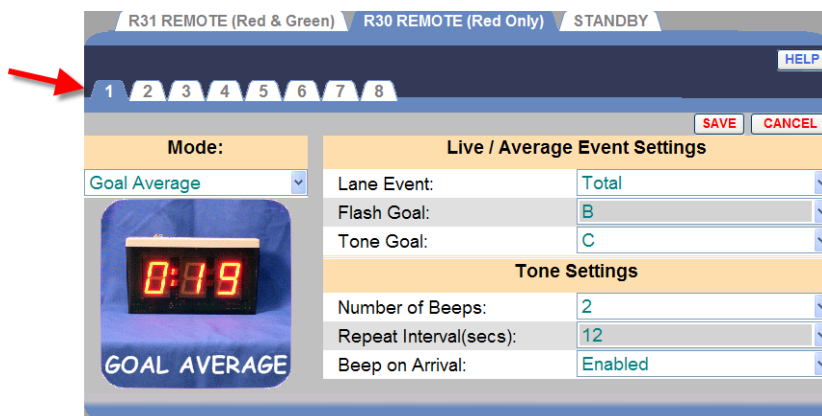 R31 REMOTE (Red & Green) R30 REMOTE (Red Only) STANDBY
HELP
1 2 3 4 5 6 7 8
SAVE CANCEL
Mode: Live / Average Event Settings
Goal Average Lane Event: Total
Flash Goal: B
Tone Goal: C
0:19
Tone Settings
Number of Beeps: 2
Repeat Interval(secs): 12
GOAL AVERAGE Beep on Arrival: Enabled